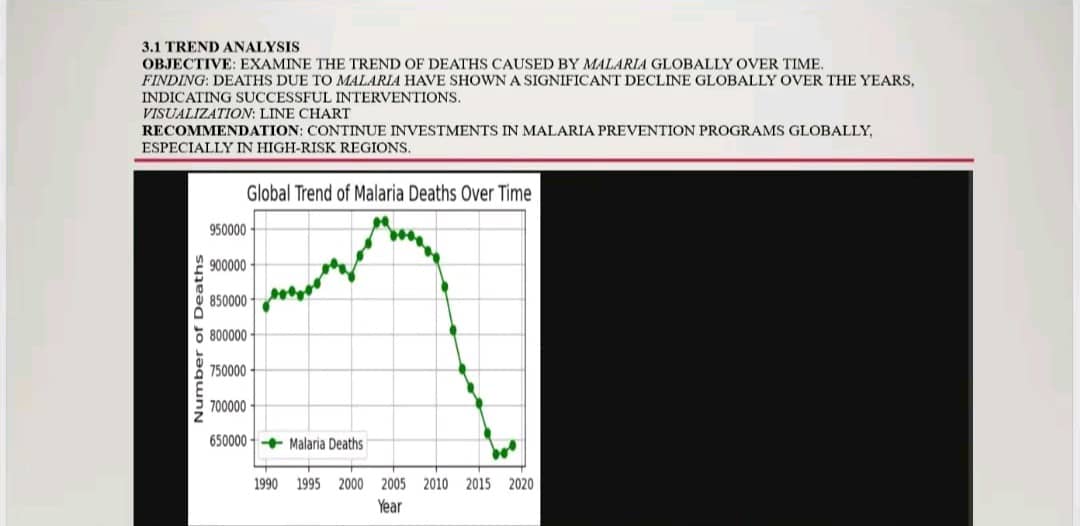 3.1 TREND ANALYSIS
OBJECTIVE: EXAMINE THE TREND OF DEATHS CAUSED BY MALARIA GLOBALLY OVER TIME.
FINDING: DEATHS DUE TO MALARIA HAVE SHOWN A SIGNIFICANT DECLINE GLOBALLY OVER THE YEARS,
INDICATING SUCCESSFUL INTERVENTIONS.
VISUALIZATION: LINE CHART
RECOMMENDATION: CONTINUE INVESTMENTS IN MALARIA PREVENTION PROGRAMS GLOBALLY,
ESPECIALLY IN HIGH-RISK REGIONS.
Global Trend of Malaria Deaths Over Time
Number of Deaths
950000
900000
850000
800000
750000
700000
650000
Malaria Deaths
1990 1995 2000 2005 2010 2015 2020
Year